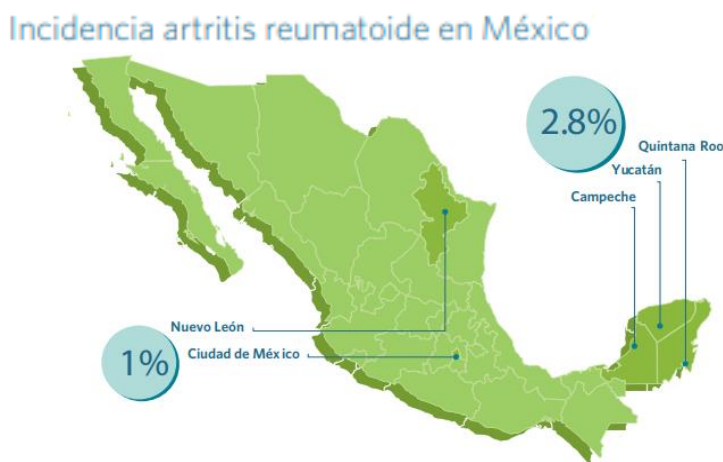 Incidencia artritis reumatoide en México
2.8%
Quintana Roo
Yucatán
Campeche
Nuevo León
1%
Ciudad de México